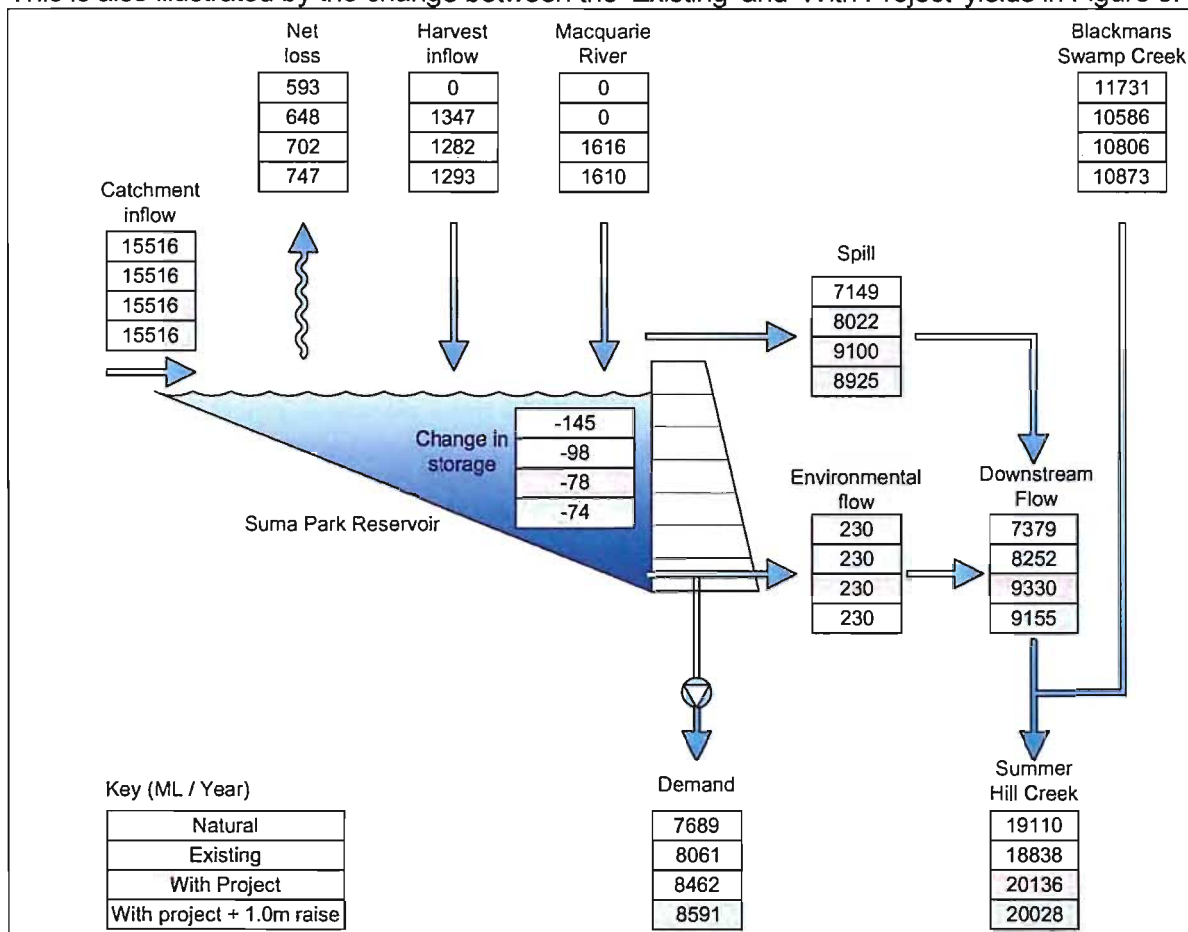 This is also illustrated by the change between the 'Existing' and 'With Project' yields in Figure
Net
loss
593
648
702
747
Harvest
inflow
0
1347
1282
1293
Macquarie
River
0
0
1616
1610
Blackmans
Swamp Creek
11731
10586
10806
10873
Catchment
inflow
15516
15516
15516
15516
Spill
7149
8022
9100
8925
Change in
storage
-145
-98
-78
-74
Suma Park Reservoir
Environmental
flow
230
230
230
230
Downstream
Flow
7379
8252
9330
9155
Key (ML / Year)
Natural
Existing
With Project
With project + 1.0m raise
Demand
7689
8061
8462
8591
Summer
Hill Creek
19110
18838
20136
20028